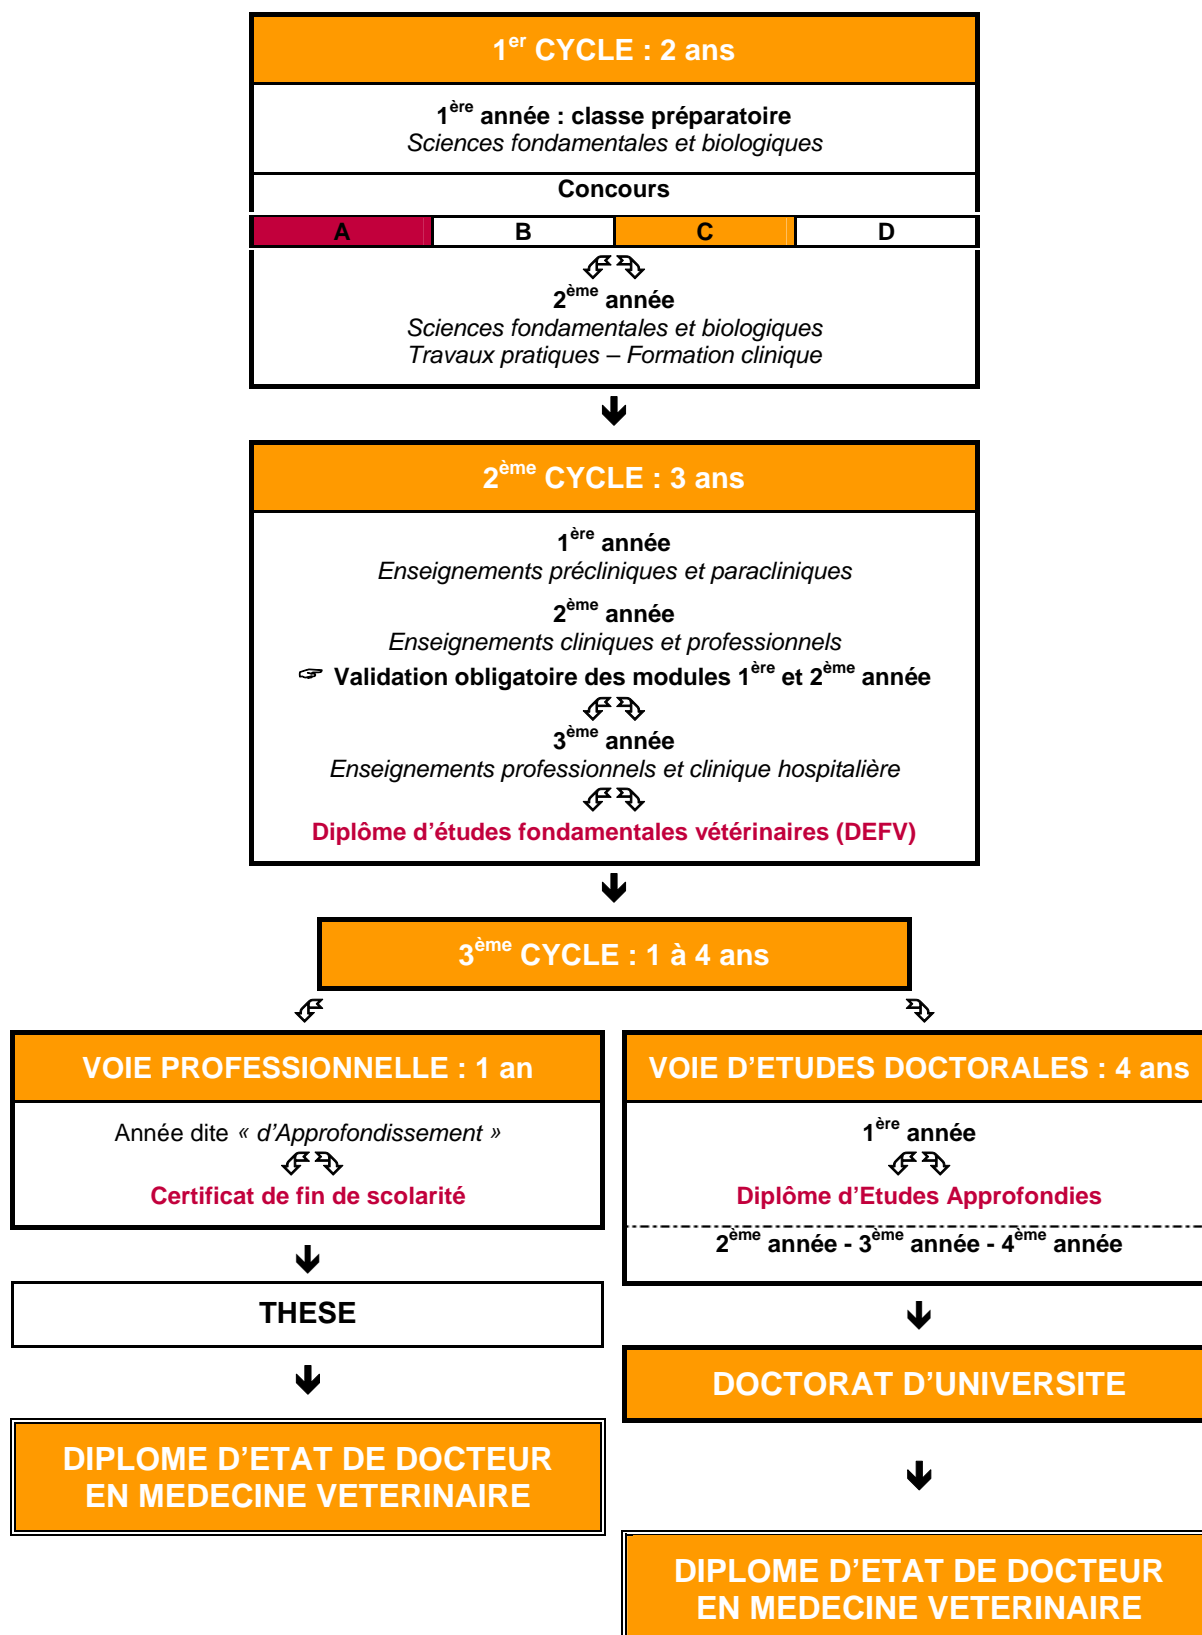 1er CYCLE : 2 ans
1ère année : classe préparatoire
Sciences fondamentales et biologiques
Concours
A B C D
2ème année
Sciences fondamentales et biologiques
Travaux pratiques – Formation clinique
2ème CYCLE : 3 ans
1ère année
Enseignements précliniques et paracliniques
2ème année
Enseignements cliniques et professionnels
☞ Validation obligatoire des modules 1ère et 2ème année
3ème année
Enseignements professionnels et clinique hospitalière
Diplôme d’études fondamentales vétérinaires (DEFV)
3ème CYCLE : 1 à 4 ans
VOIE PROFESSIONNELLE : 1 an
Année dite « d’Approfondissement »
Certificat de fin de scolarité
THESE
DIPLOME D’ETAT DE DOCTEUR
EN MEDECINE VETERINAIRE
VOIE D’ETUDES DOCTORALES : 4 ans
1ère année
Diplôme d’Etudes Approfondies
2ème année - 3ème année - 4ème année
DOCTORAT D’UNIVERSITE
DIPLOME D’ETAT DE DOCTEUR
EN MEDECINE VETERINAIRE